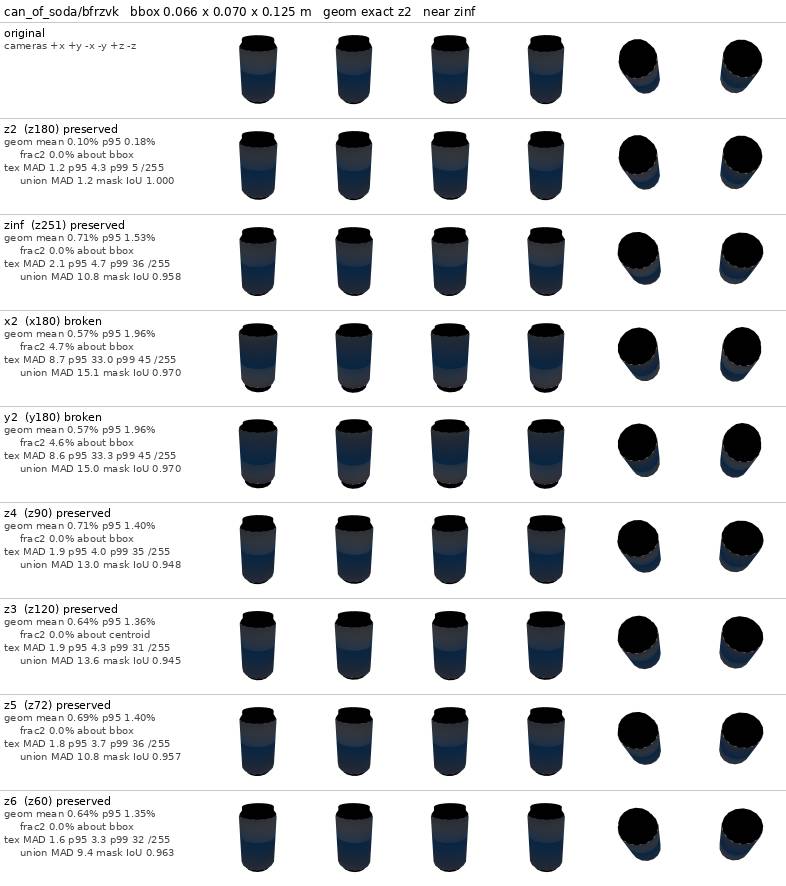 can_of_soda/bfrzvk bbox 0.066 x 0.070 x 0.125 m geom exact z2 near zinf
original
cameras +x +y -x -y +z -z
z2 (z180) preserved
geom mean 0.10% p95 0.18%
frac2 0.0% about bbox
tex MAD 1.2 p95 4.3 p99 5 /255
union MAD 1.2 mask IoU 1.000
zinf (z251) preserved
geom mean 0.71% p95 1.53%
frac2 0.0% about bbox
tex MAD 2.1 p95 4.7 p99 36 /255
union MAD 10.8 mask IoU 0.958
x2 (x180) broken
geom mean 0.57% p95 1.96%
frac2 4.7% about bbox
tex MAD 8.7 p95 33.0 p99 45 /255
union MAD 15.1 mask IoU 0.970
y2 (y180) broken
geom mean 0.57% p95 1.96%
frac2 4.6% about bbox
tex MAD 8.6 p95 33.3 p99 45 /255
union MAD 15.0 mask IoU 0.970
z4 (z90) preserved
geom mean 0.71% p95 1.40%
frac2 0.0% about bbox
tex MAD 1.9 p95 4.0 p99 35 /255
union MAD 13.0 mask IoU 0.948
z3 (z120) preserved
geom mean 0.64% p95 1.36%
frac2 0.0% about centroid
tex MAD 1.9 p95 4.3 p99 31 /255
union MAD 13.6 mask IoU 0.945
z5 (z72) preserved
geom mean 0.69% p95 1.40%
frac2 0.0% about bbox
tex MAD 1.8 p95 3.7 p99 36 /255
union MAD 10.8 mask IoU 0.957
z6 (z60) preserved
geom mean 0.64% p95 1.35%
frac2 0.0% about bbox
tex MAD 1.6 p95 3.3 p99 32 /255
union MAD 9.4 mask IoU 0.963